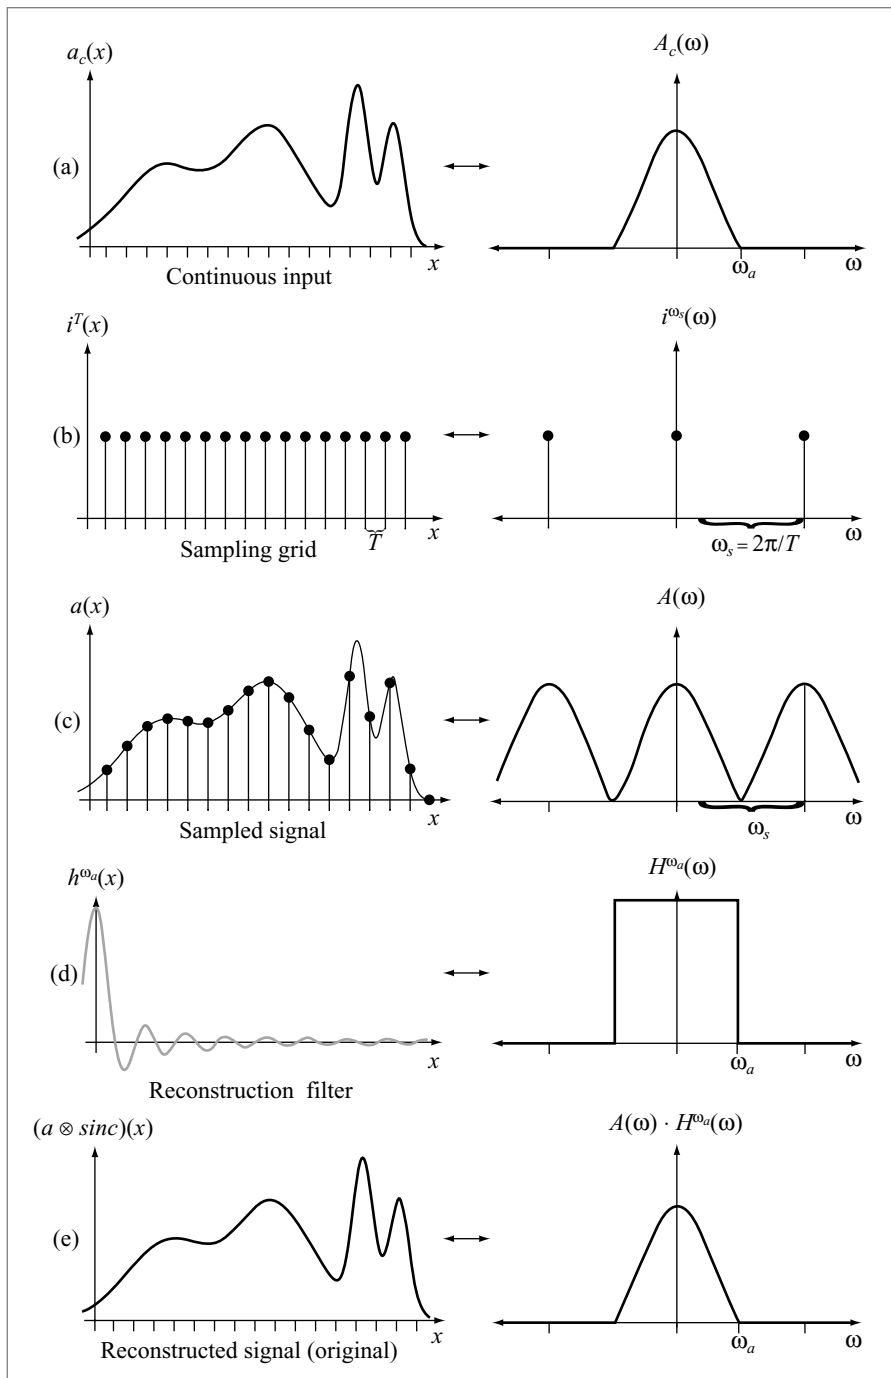 a_c(x)
A_c(ω)
(a)
x
ω_a
ω
Continuous input
i^T(x)
i^{ω_s}(ω)
(b)
x
T
ω_s = 2π/T
ω
Sampling grid
a(x)
A(ω)
(c)
x
ω_s
ω
Sampled signal
h^{ω_a}(x)
H^{ω_a}(ω)
(d)
x
ω_a
ω
Reconstruction filter
(a ⊗ sinc)(x)
A(ω) · H^{ω_a}(ω)
(e)
x
ω_a
ω
Reconstructed signal (original)